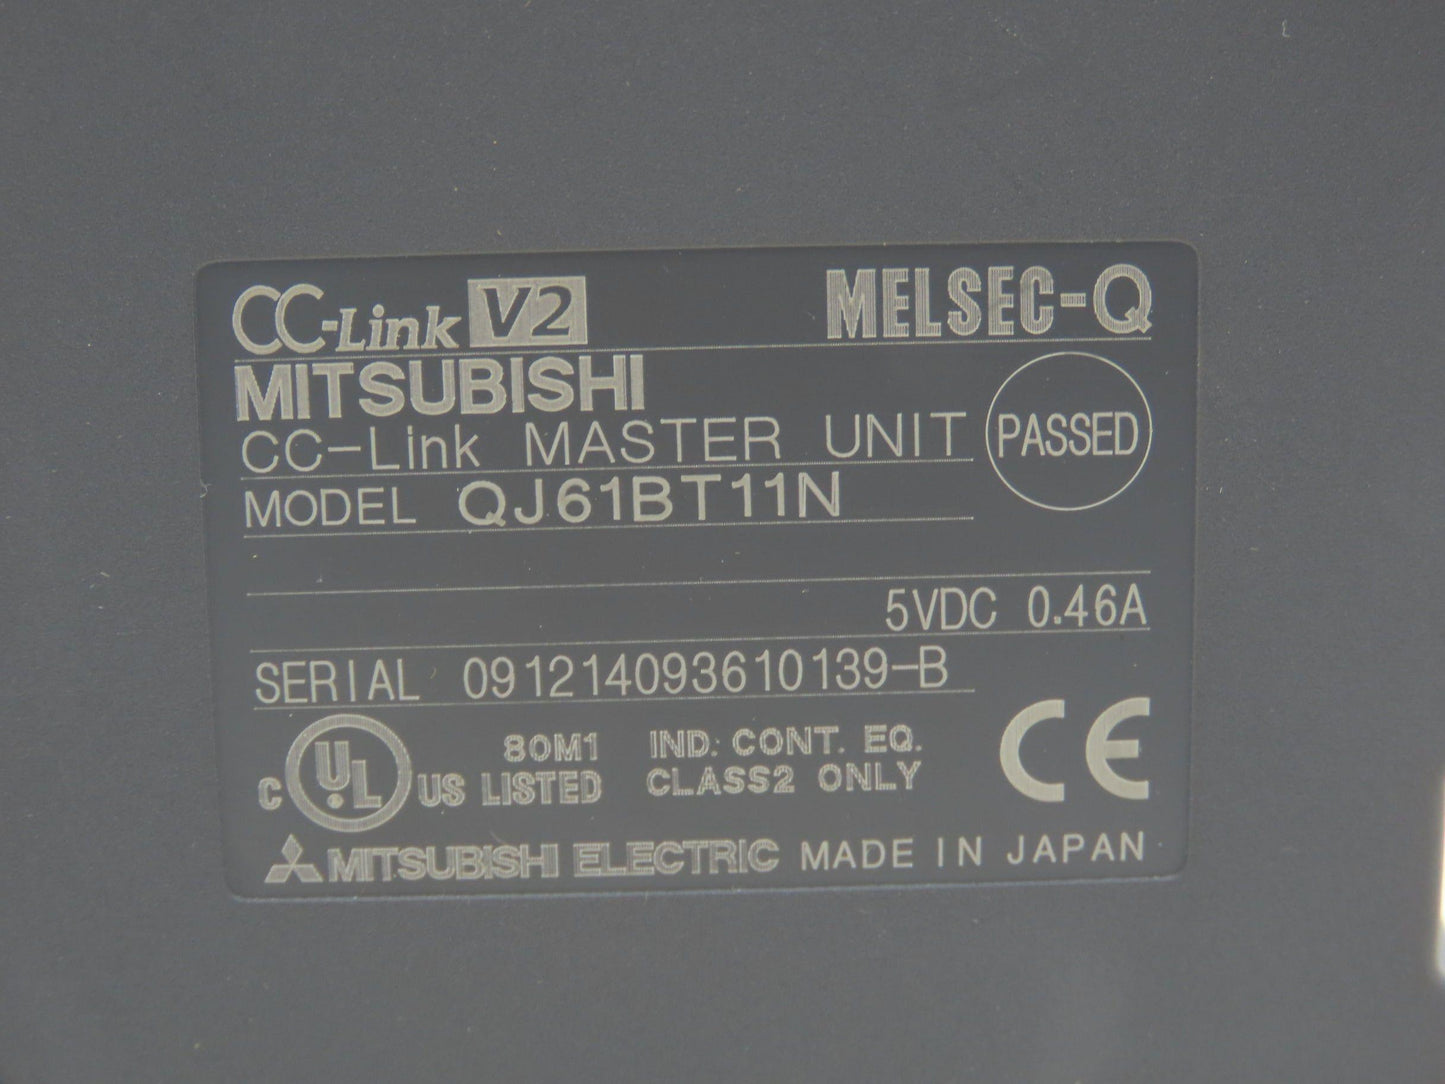 CC-Link V2 MELSEC-Q
MITSUBISHI
CC-Link MASTER UNIT
PASSED
MODEL QJ61BT11N
5VDC 0.46A
SERIAL 091214093610139-B
C UL US LISTED
80M1 IND. CONT. EQ.
CLASS2 ONLY
CE
MITSUBISHI ELECTRIC MADE IN JAPAN